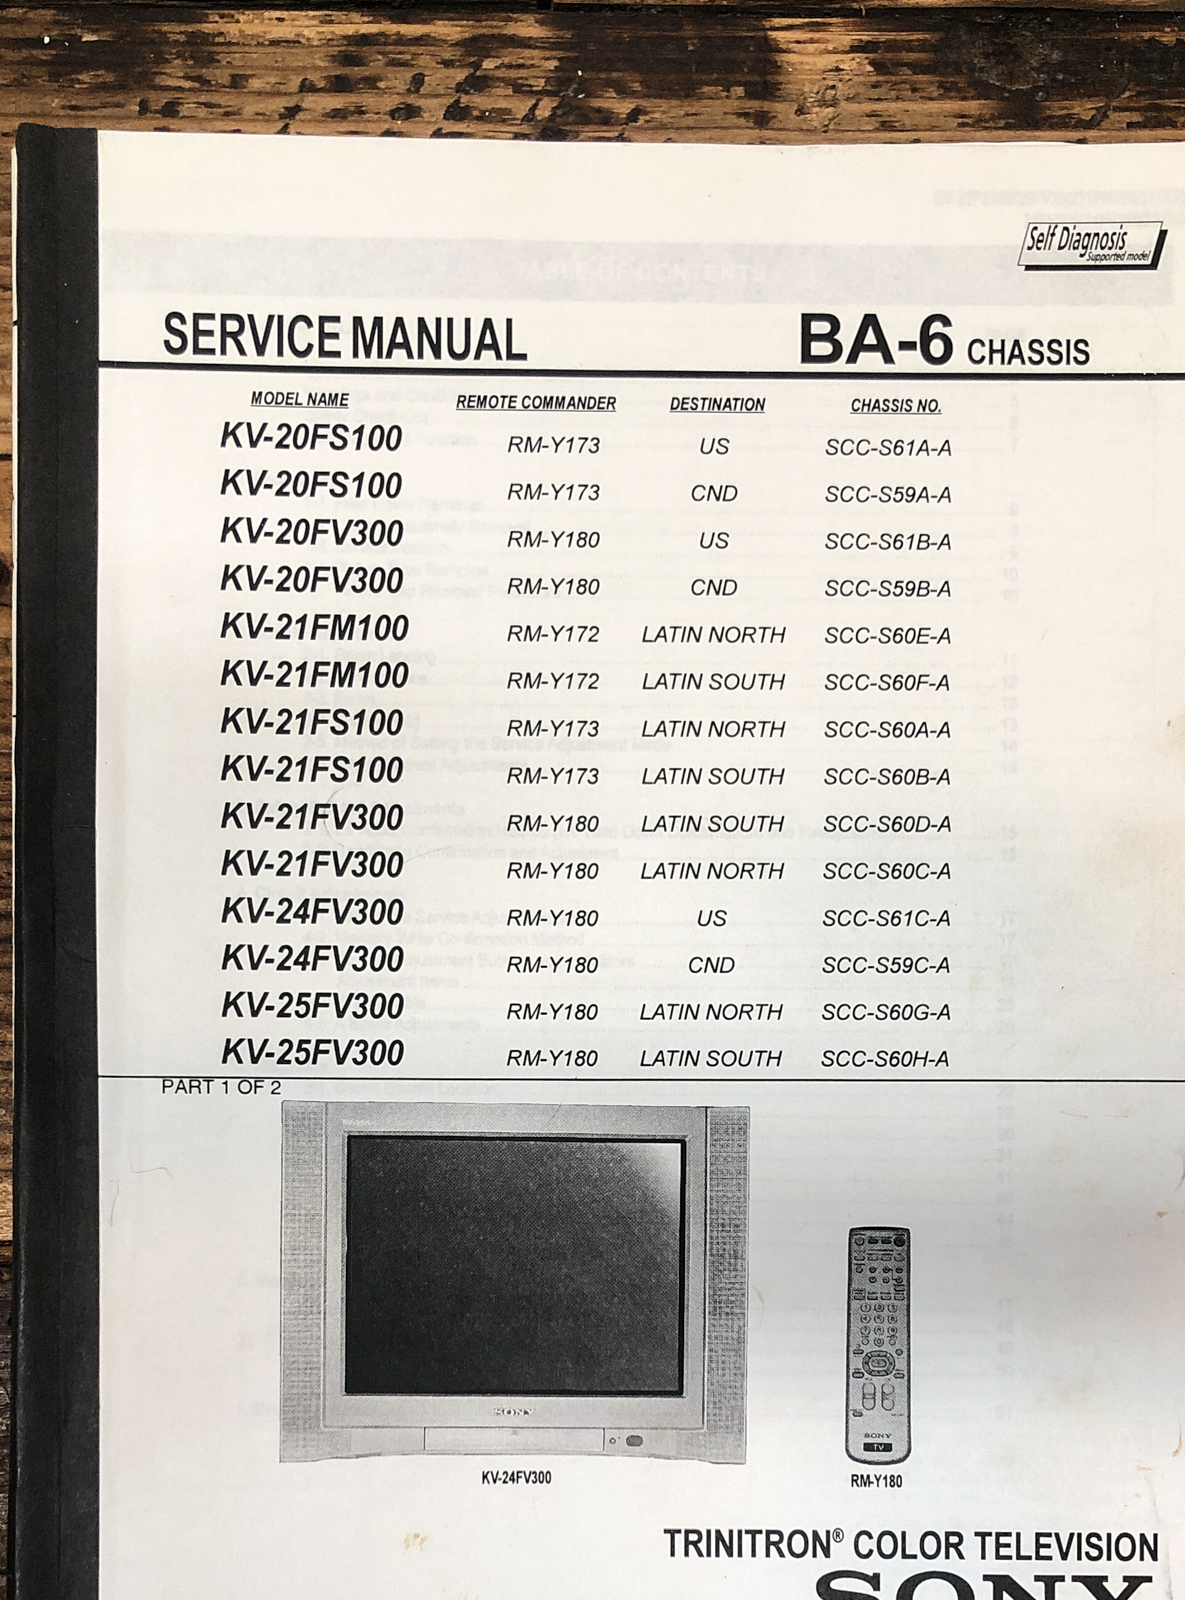 Self Diagnosis
Supported model
TABLE OF CONTENTS
SERVICE MANUAL BA-6 CHASSIS
MODEL NAME REMOTE COMMANDER DESTINATION CHASSIS NO.
KV-20FS100 RM-Y173 US SCC-S61A-A
KV-20FS100 RM-Y173 CND SCC-S59A-A
KV-20FV300 RM-Y180 US SCC-S61B-A
KV-20FV300 RM-Y180 CND SCC-S59B-A
KV-21FM100 RM-Y172 LATIN NORTH SCC-S60E-A
KV-21FM100 RM-Y172 LATIN SOUTH SCC-S60F-A
KV-21FS100 RM-Y173 LATIN NORTH SCC-S60A-A
KV-21FS100 RM-Y173 LATIN SOUTH SCC-S60B-A
KV-21FV300 RM-Y180 LATIN SOUTH SCC-S60D-A
KV-21FV300 RM-Y180 LATIN NORTH SCC-S60C-A
KV-24FV300 RM-Y180 US SCC-S61C-A
KV-24FV300 RM-Y180 CND SCC-S59C-A
KV-25FV300 RM-Y180 LATIN NORTH SCC-S60G-A
KV-25FV300 RM-Y180 LATIN SOUTH SCC-S60H-A
PART 1 OF 2
SONY
SONY
TV
KV-24FV300
RM-Y180
TRINITRON® COLOR TELEVISION
SONY